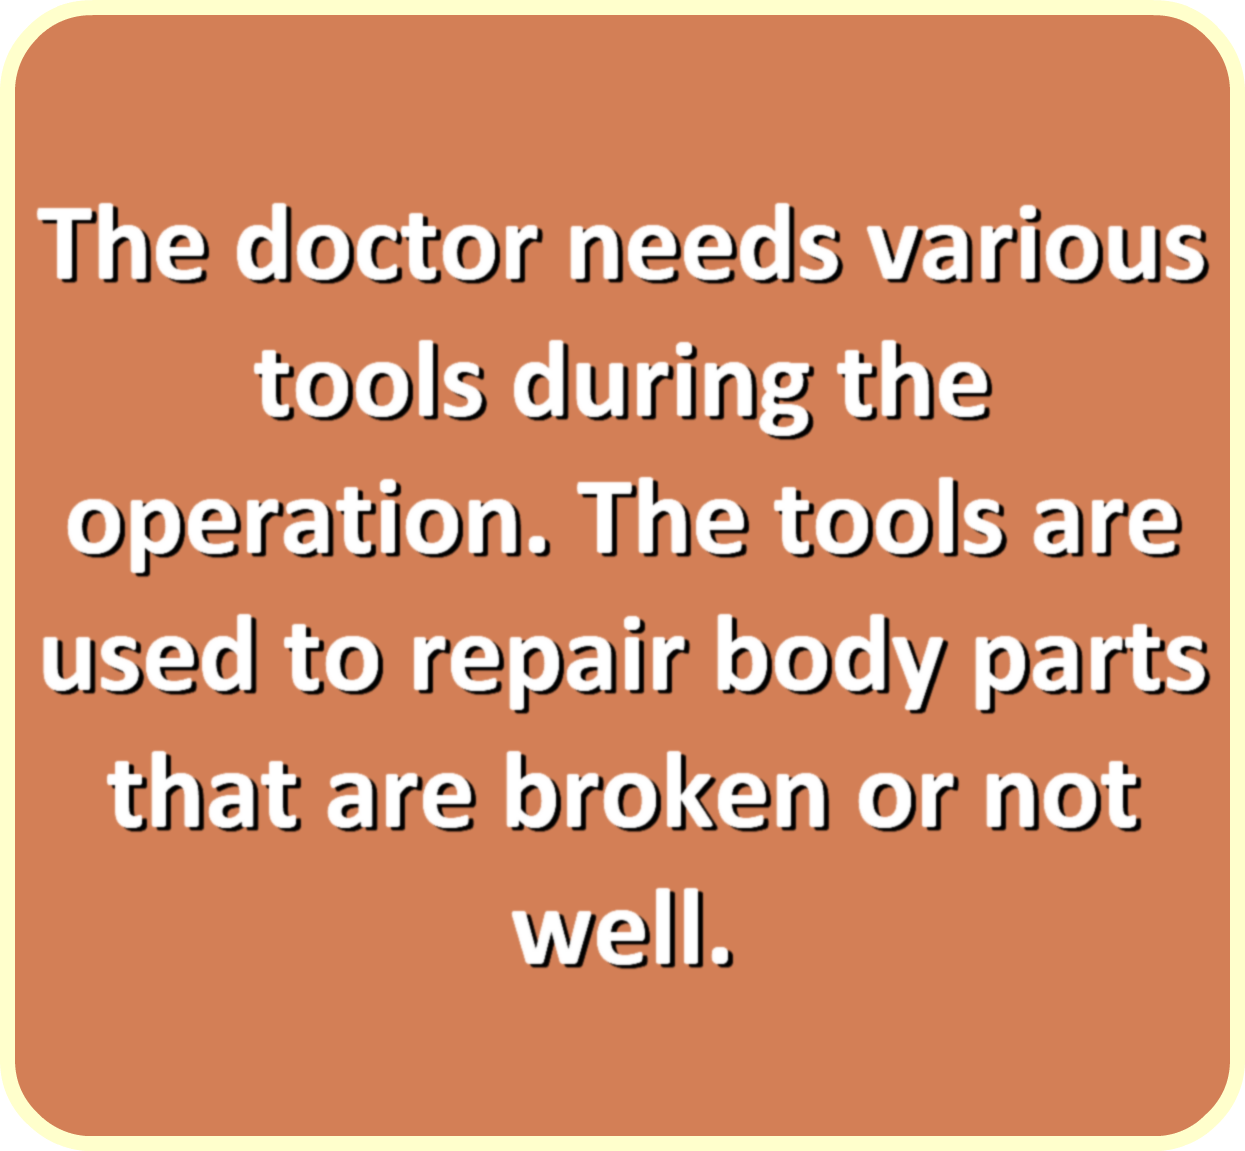 The doctor needs various
tools during the
operation. The tools are
used to repair body parts
that are broken or not
well.